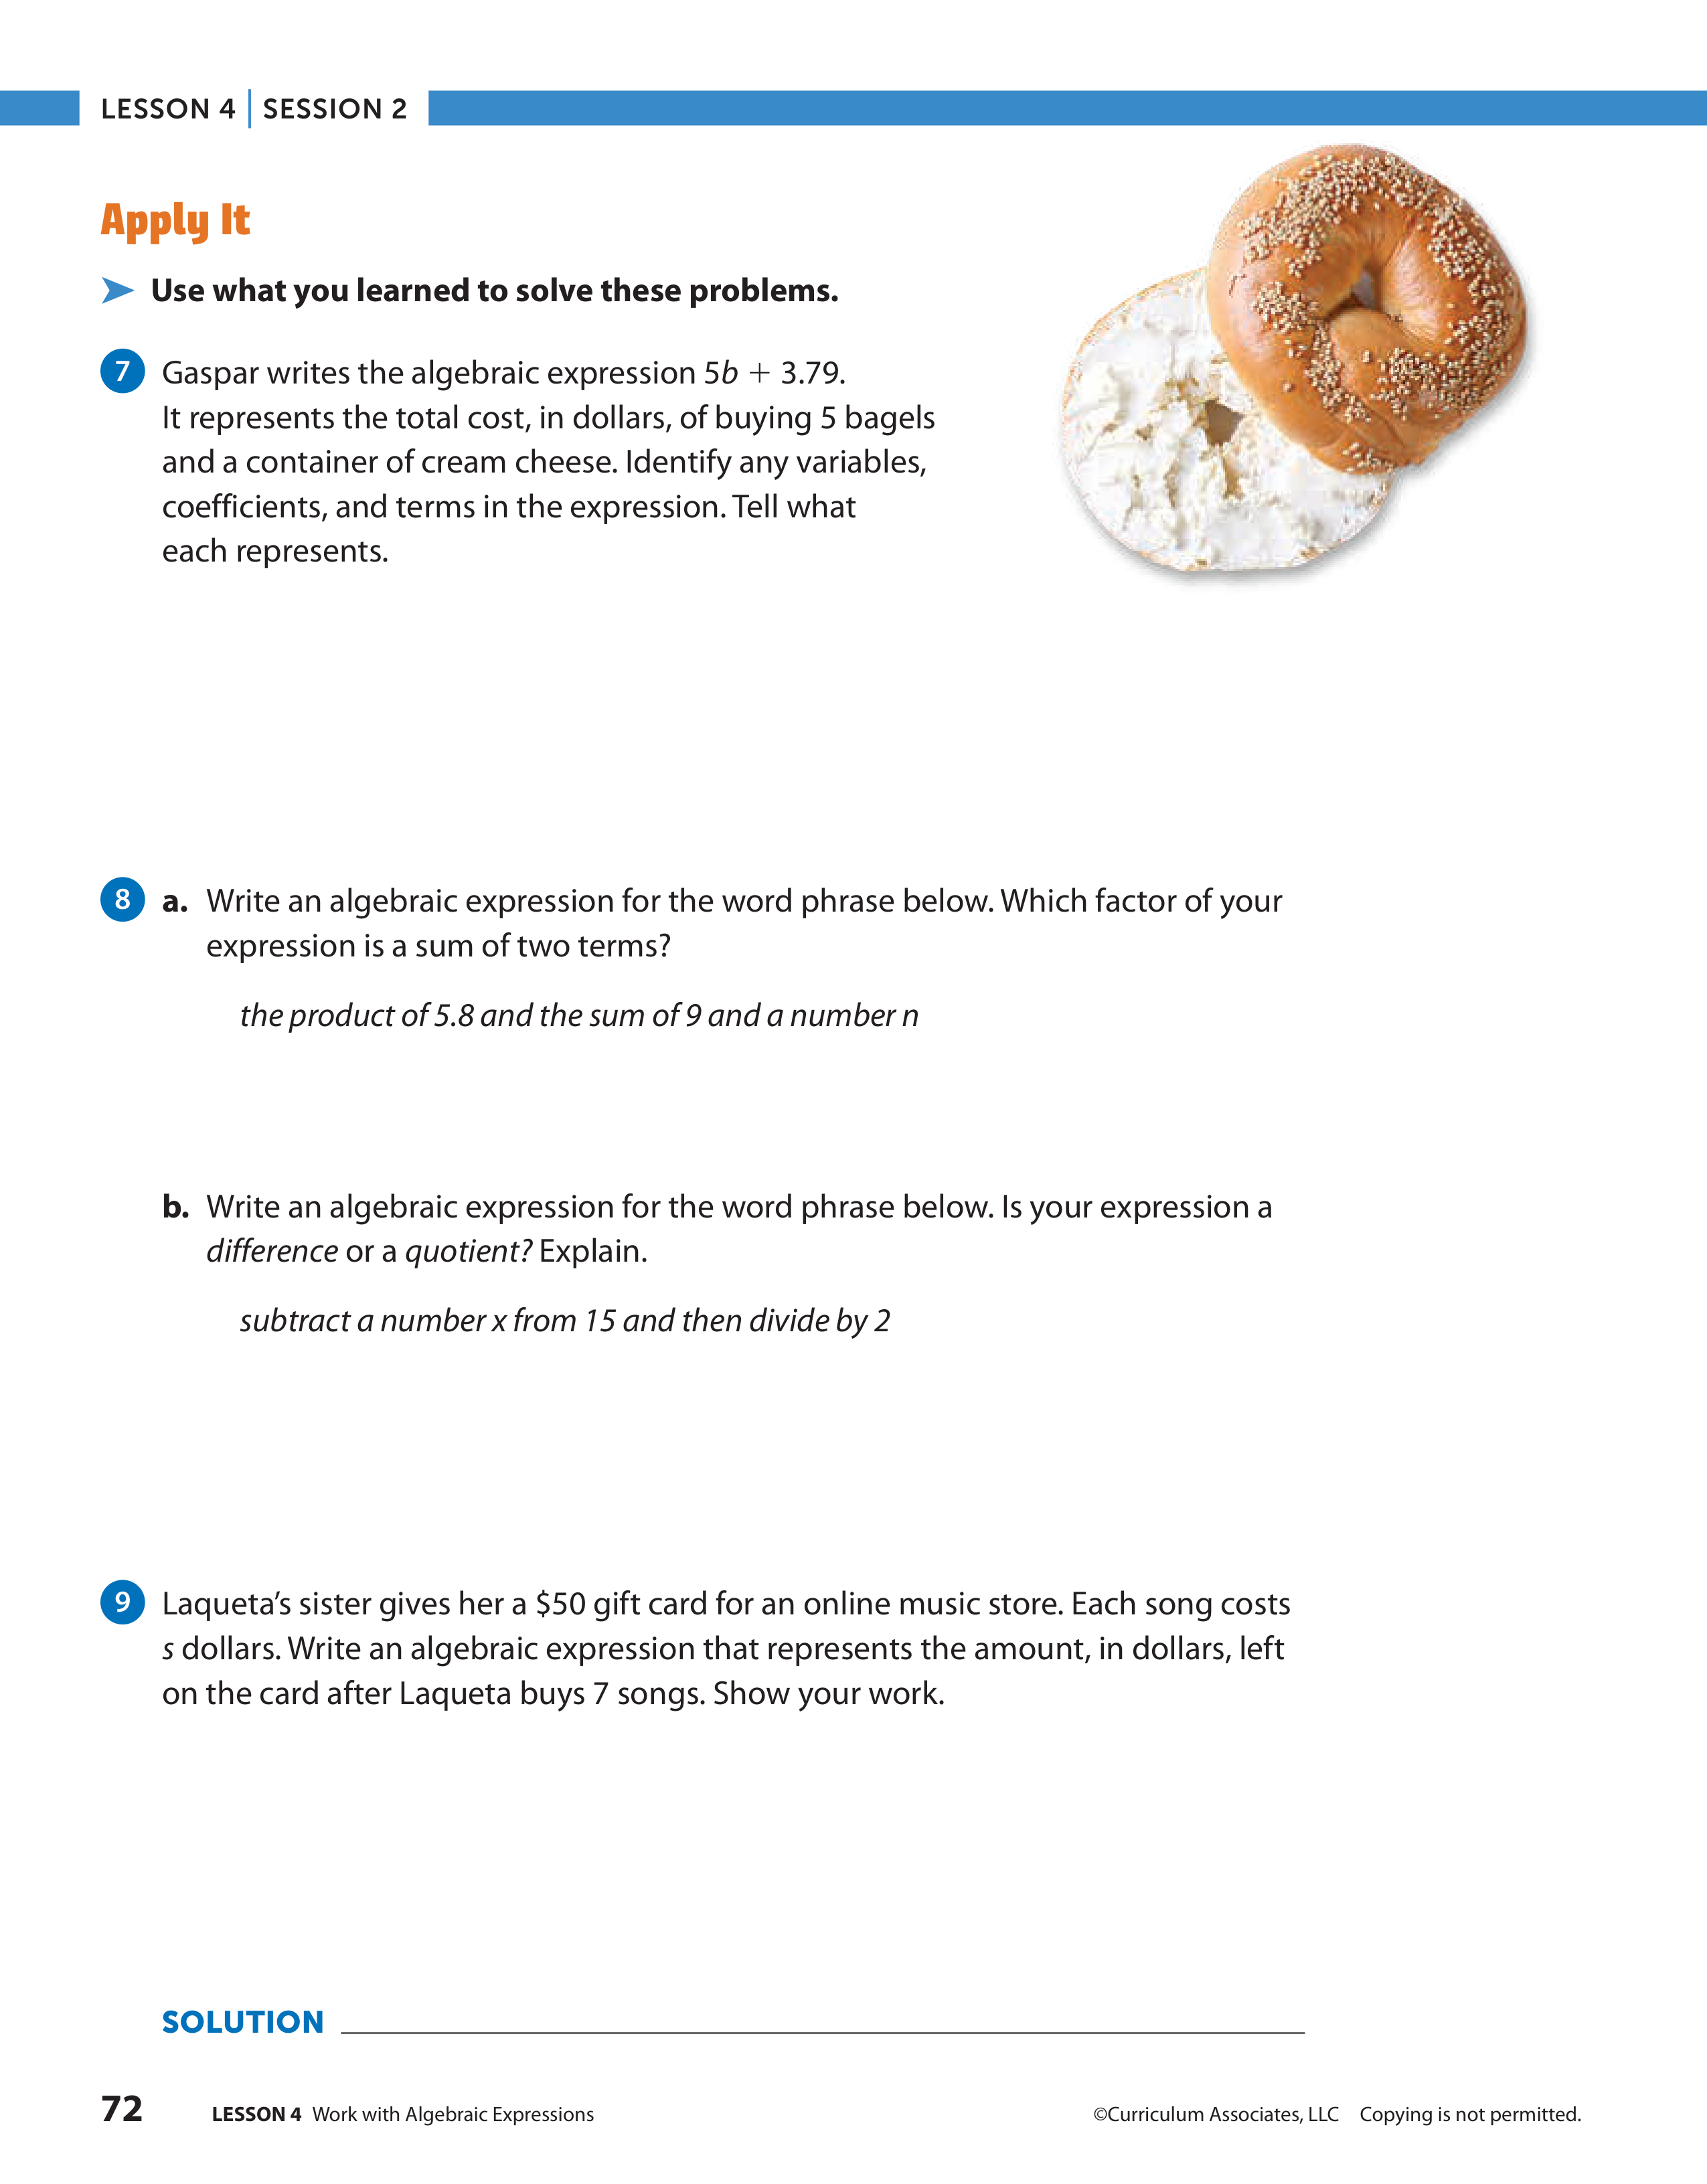 LESSON 4 | SESSION 2
Apply It
Use what you learned to solve these problems.
7 Gaspar writes the algebraic expression 5b + 3.79.
It represents the total cost, in dollars, of buying 5 bagels
and a container of cream cheese. Identify any variables,
coefficients, and terms in the expression. Tell what
each represents.
8 a. Write an algebraic expression for the word phrase below. Which factor of your
expression is a sum of two terms?
the product of 5.8 and the sum of 9 and a number n
b. Write an algebraic expression for the word phrase below. Is your expression a
difference or a quotient? Explain.
subtract a number x from 15 and then divide by 2
9 Laqueta’s sister gives her a $50 gift card for an online music store. Each song costs
s dollars. Write an algebraic expression that represents the amount, in dollars, left
on the card after Laqueta buys 7 songs. Show your work.
SOLUTION
72 LESSON 4 Work with Algebraic Expressions ©Curriculum Associates, LLC Copying is not permitted.